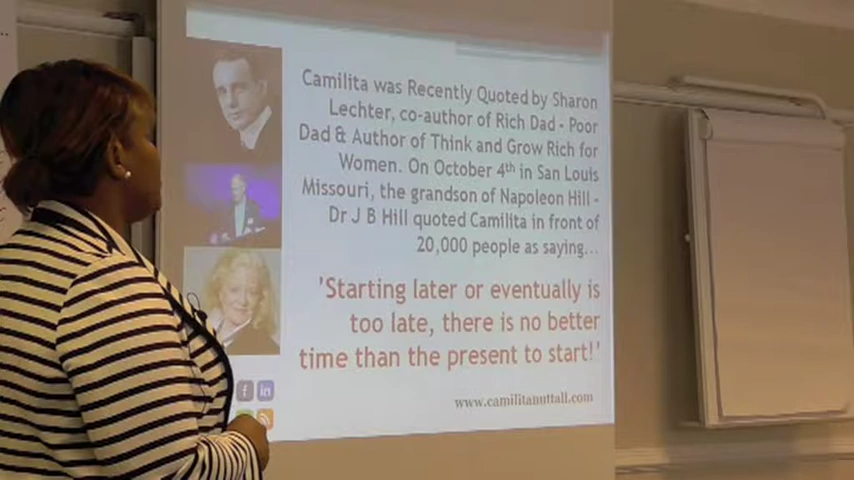 Camilita was Recently Quoted by Sharon
Lechter, co-author of Rich Dad - Poor
Dad & Author of Think and Grow Rich for
Women. On October 4th in San Louis
Missouri, the grandson of Napoleon Hill -
Dr J B Hill quoted Camilita in front of
20,000 people as saying...
'Starting later or eventually is
too late, there is no better
time than the present to start!'
www.camilitanuttall.com
f in